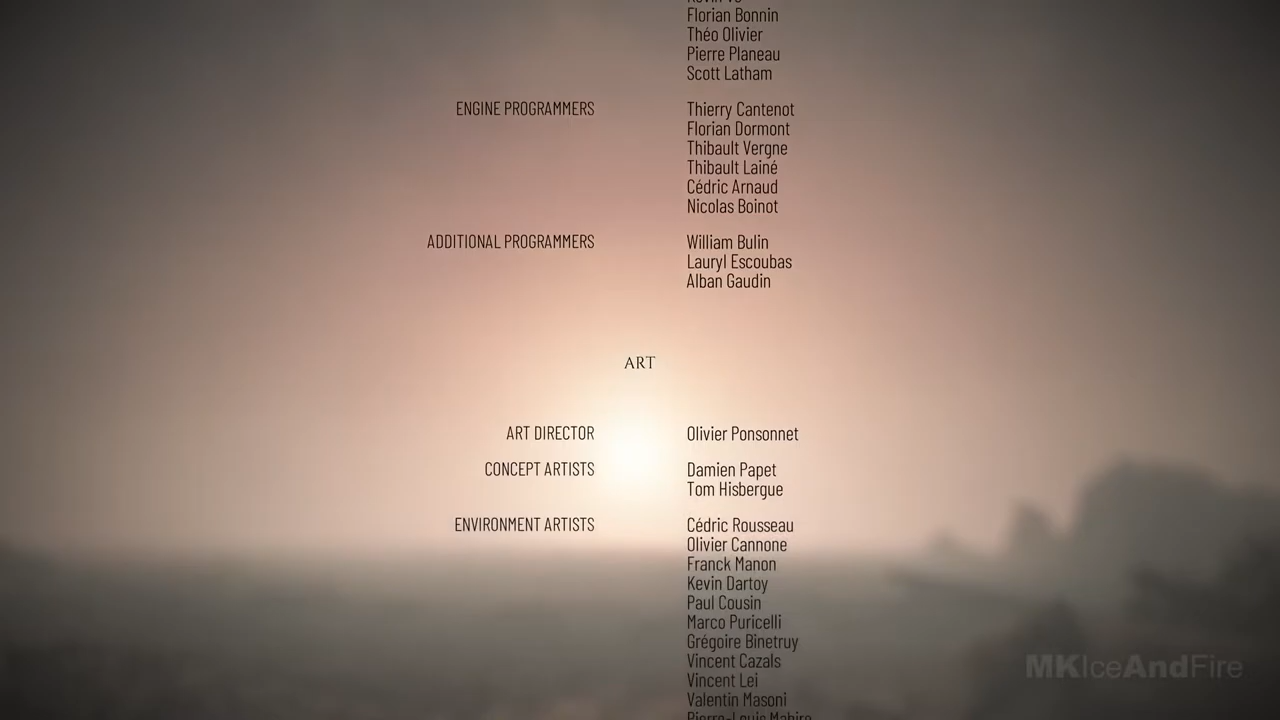 Florian Bonnin
Théo Olivier
Pierre Planeau
Scott Latham
ENGINE PROGRAMMERS Thierry Cantenot
Florian Dormont
Thibault Vergne
Thibault Lainé
Cédric Arnaud
Nicolas Boinot
ADDITIONAL PROGRAMMERS William Bulin
Lauryl Escoubas
Alban Gaudin
ART
ART DIRECTOR Olivier Ponsonnet
CONCEPT ARTISTS Damien Papet
Tom Hisbergue
ENVIRONMENT ARTISTS Cédric Rousseau
Olivier Cannone
Franck Manon
Kevin Dartoy
Paul Cousin
Marco Puricelli
Grégoire Binetruy
Vincent Cazals
Vincent Lei
Valentin Masoni
Pierre-Louis Mabire
MKIceAndFire